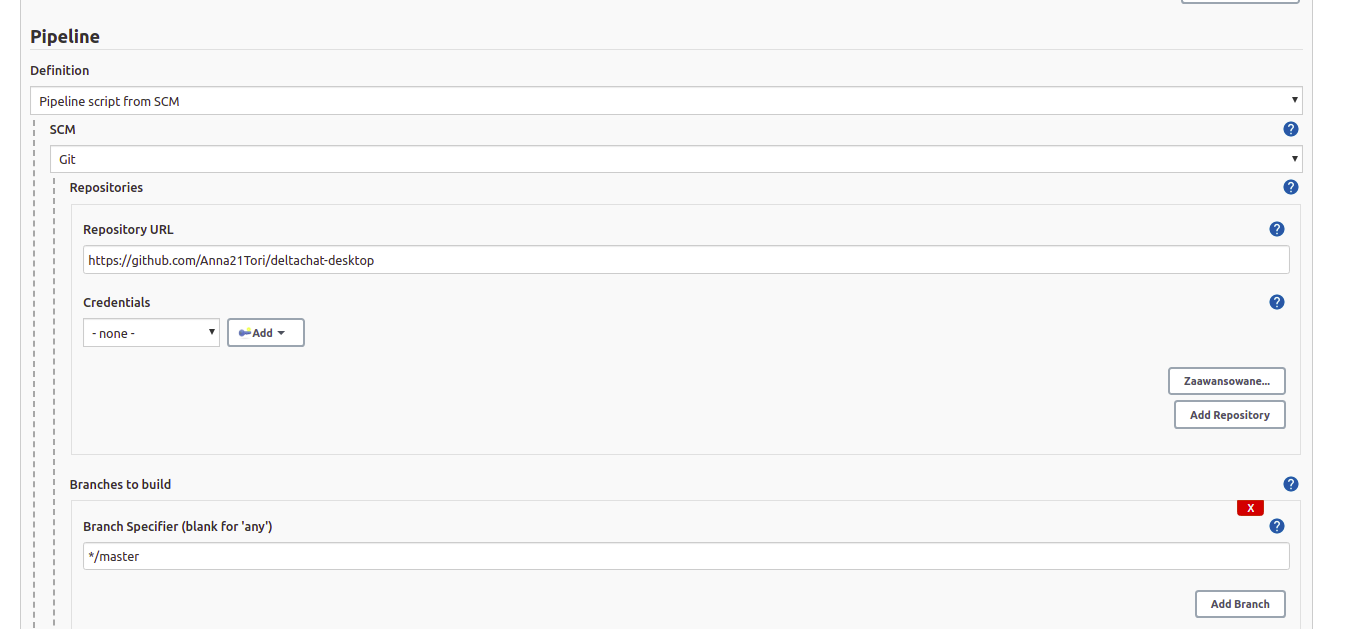 Pipeline
Definition
Pipeline script from SCM
SCM
?
Git
Repositories
?
Repository URL
?
https://github.com/Anna21Tori/deltachat-desktop
Credentials
?
- none -
Add
Zaawansowane...
Add Repository
Branches to build
?
X
Branch Specifier (blank for 'any')
?
*/master
Add Branch